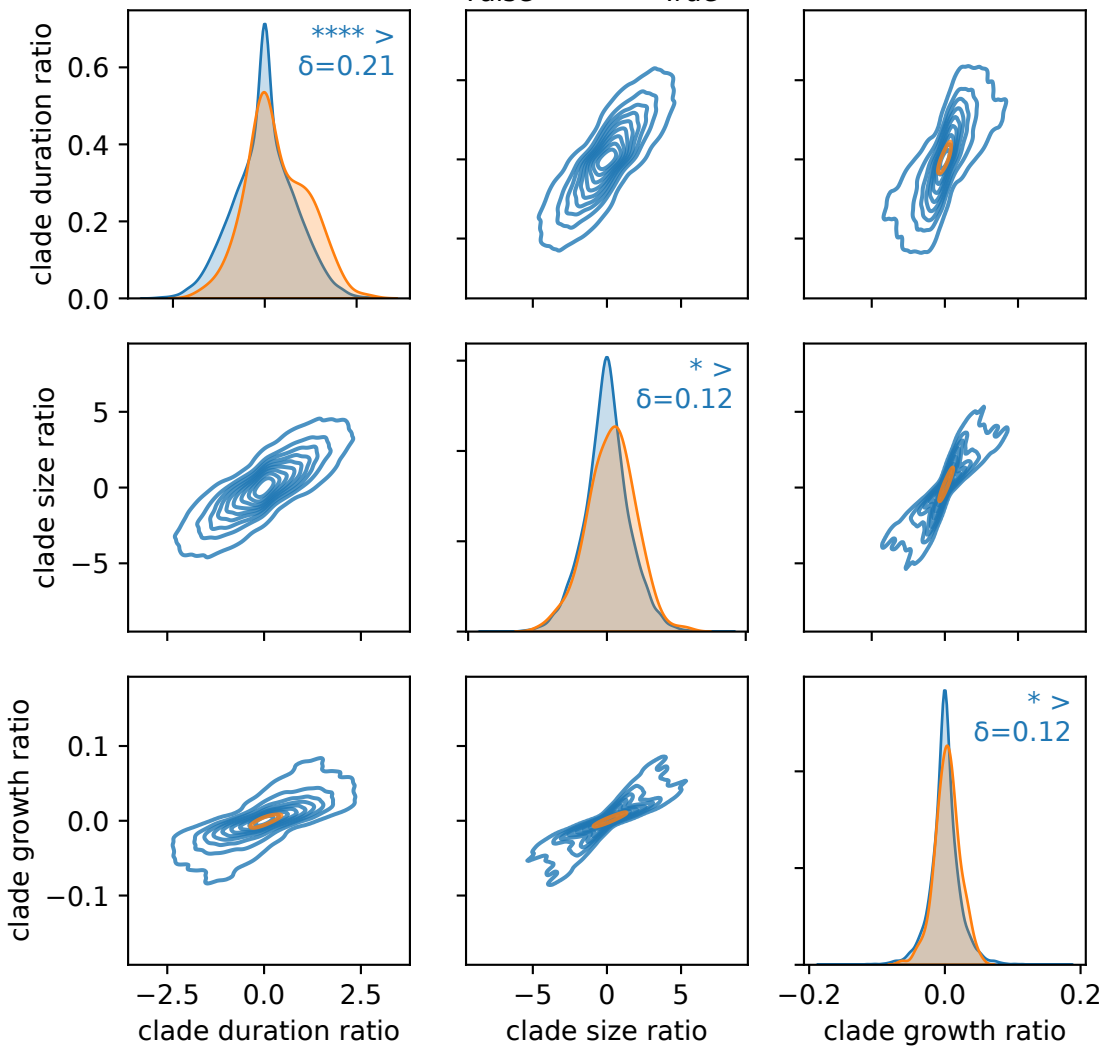 False True
**** >
δ=0.21
clade duration ratio
0.6
0.4
0.2
0.0
* >
δ=0.12
clade size ratio
5
0
−5
* >
δ=0.12
clade growth ratio
0.1
0.0
−0.1
−2.5 0.0 2.5 −5 0 5 −0.2 0.0 0.2
clade duration ratio clade size ratio clade growth ratio